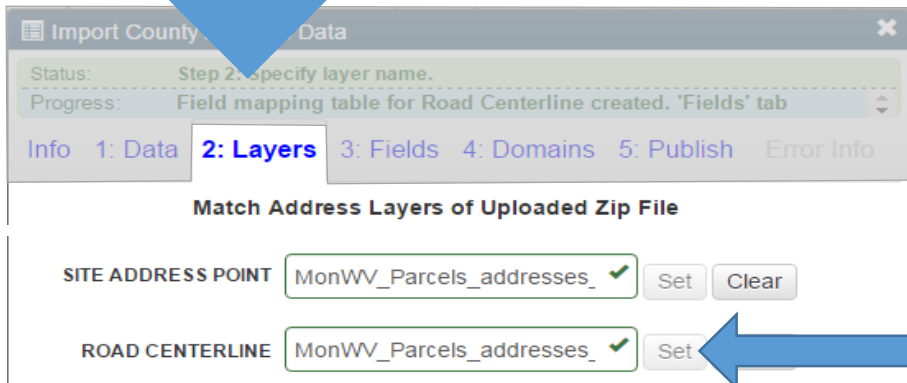 Import County Data
Status: Step 2: Specify layer name.
Progress: Field mapping table for Road Centerline created. 'Fields' tab
Info 1: Data 2: Layers 3: Fields 4: Domains 5: Publish Error Info
Match Address Layers of Uploaded Zip File
SITE ADDRESS POINT MonWV_Parcels_addresses_ Set Clear
ROAD CENTERLINE MonWV_Parcels_addresses_ Set